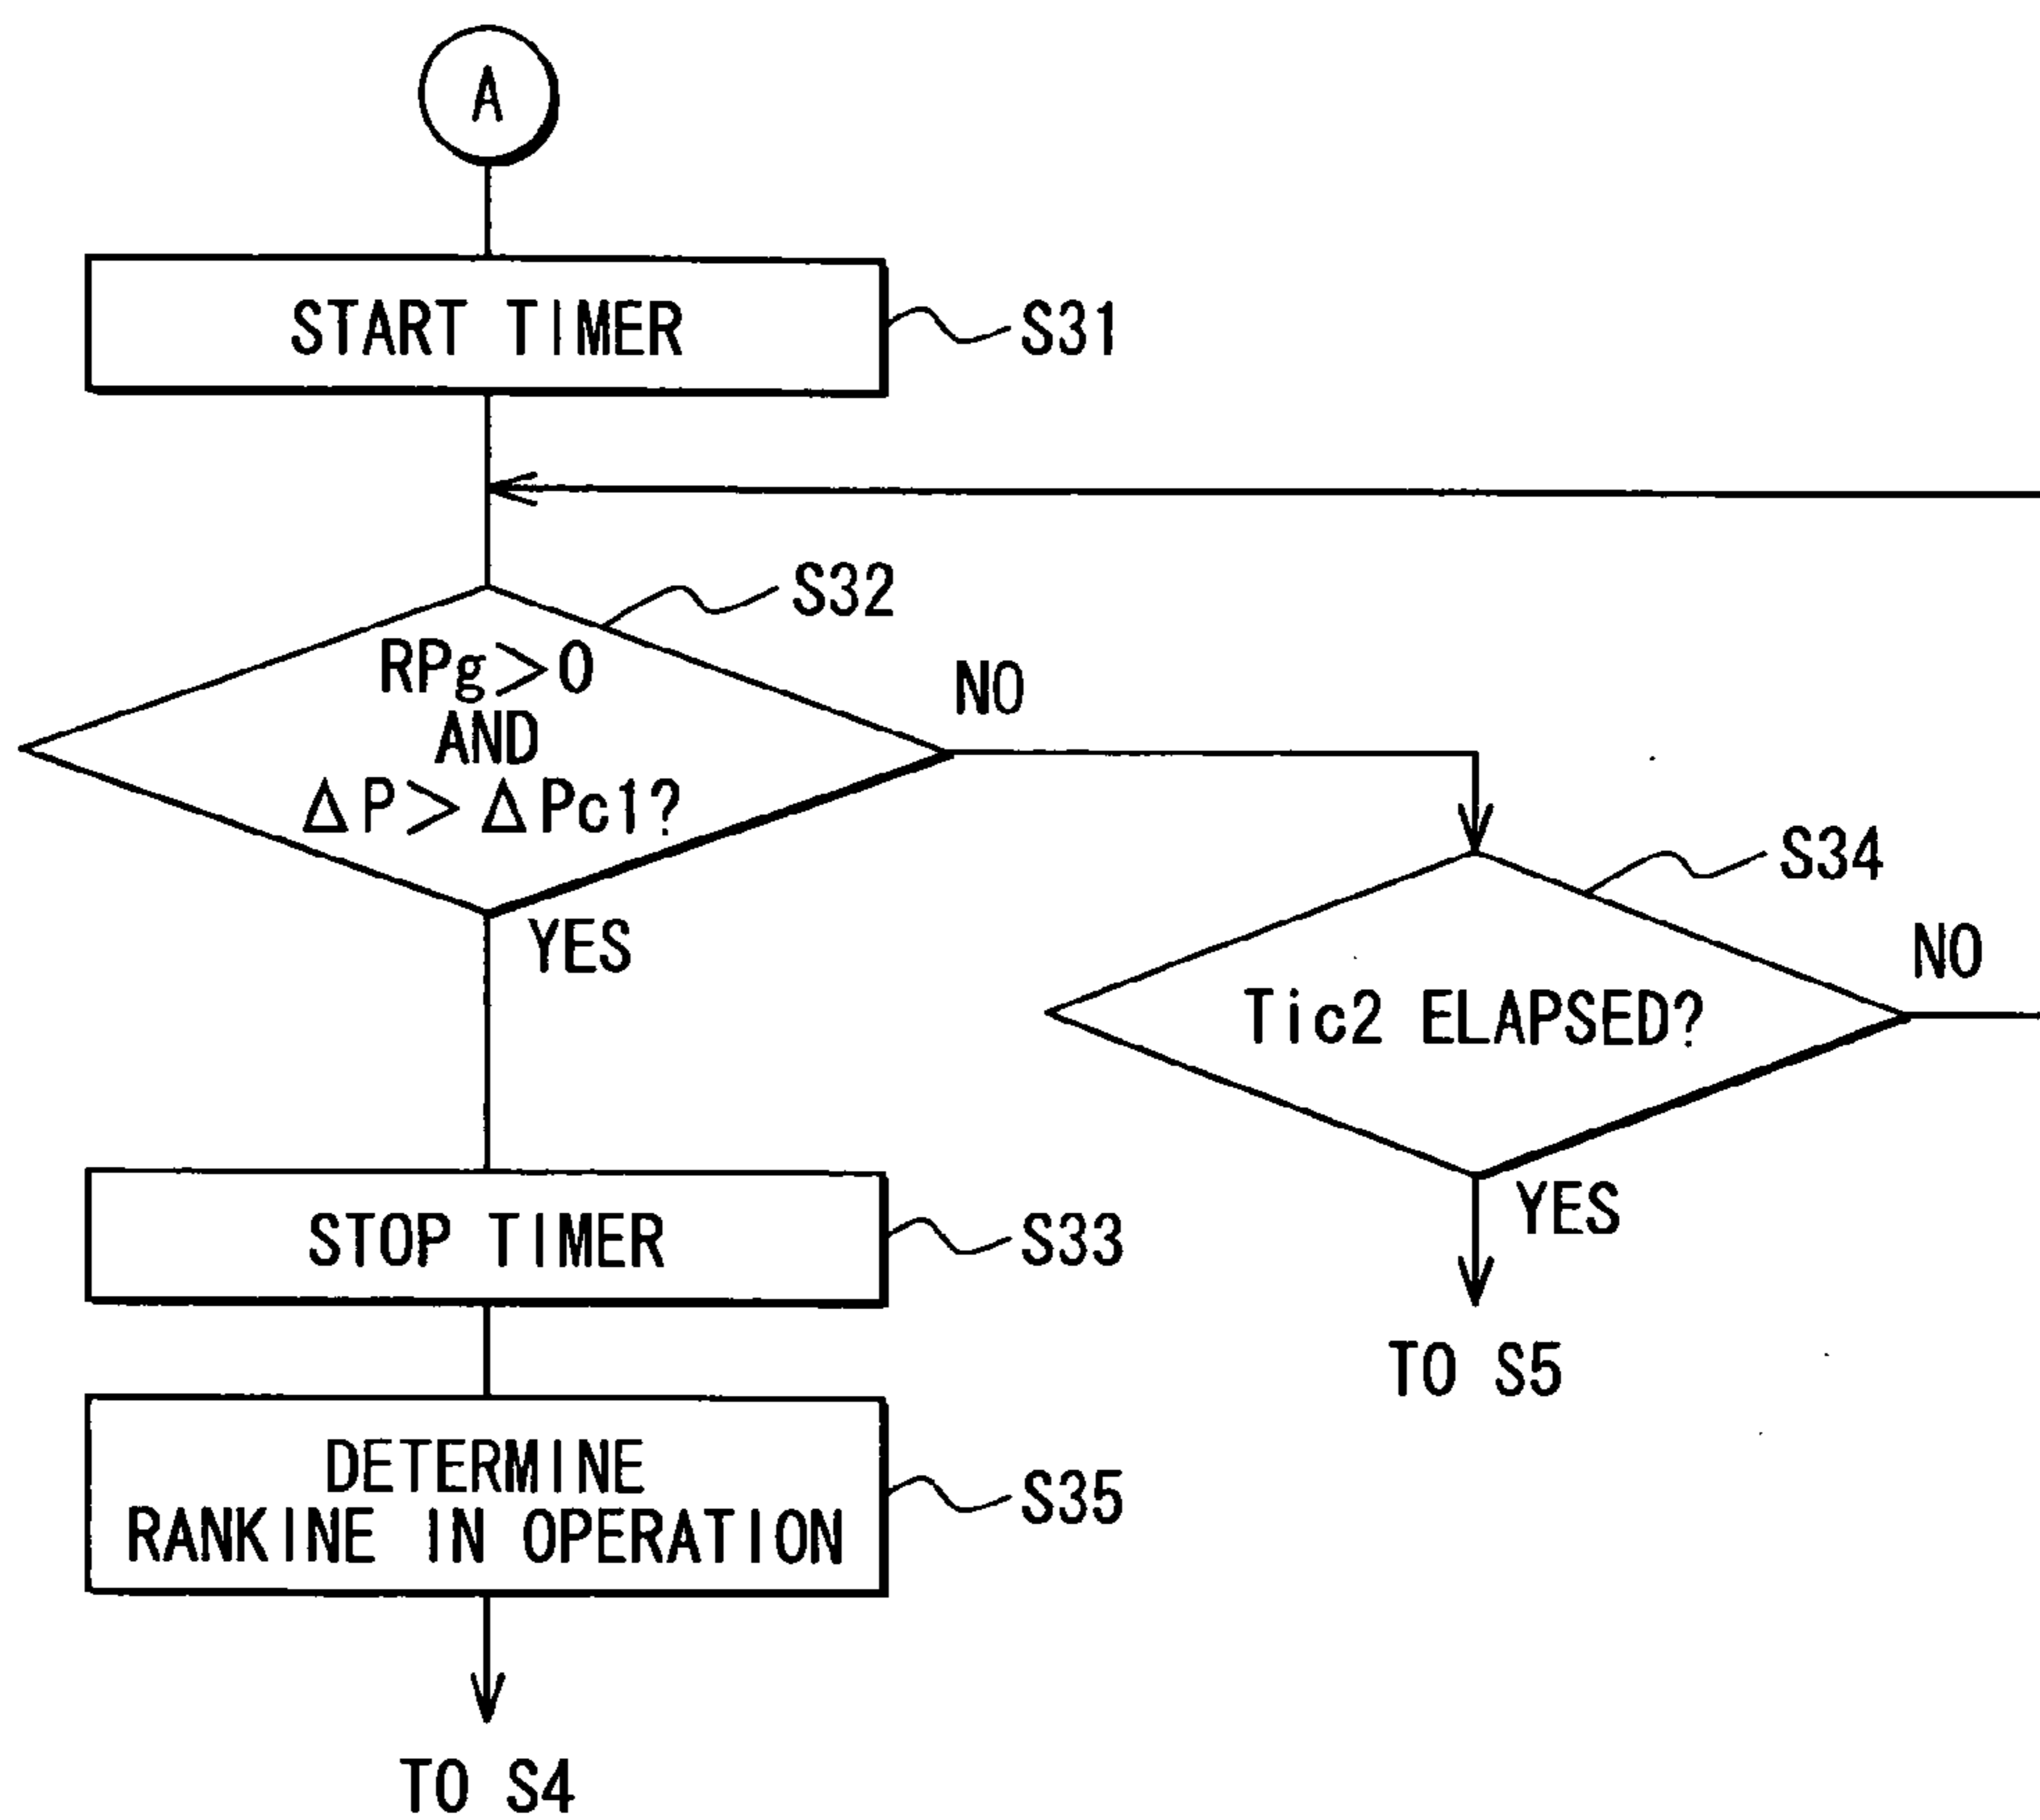 A
START TIMER
S31
S32
RPg>0
AND
ΔP>ΔPc1?
NO
YES
S34
Tic2 ELAPSED?
NO
YES
TO S5
STOP TIMER
S33
DETERMINE
RANKINE IN OPERATION
S35
TO S4